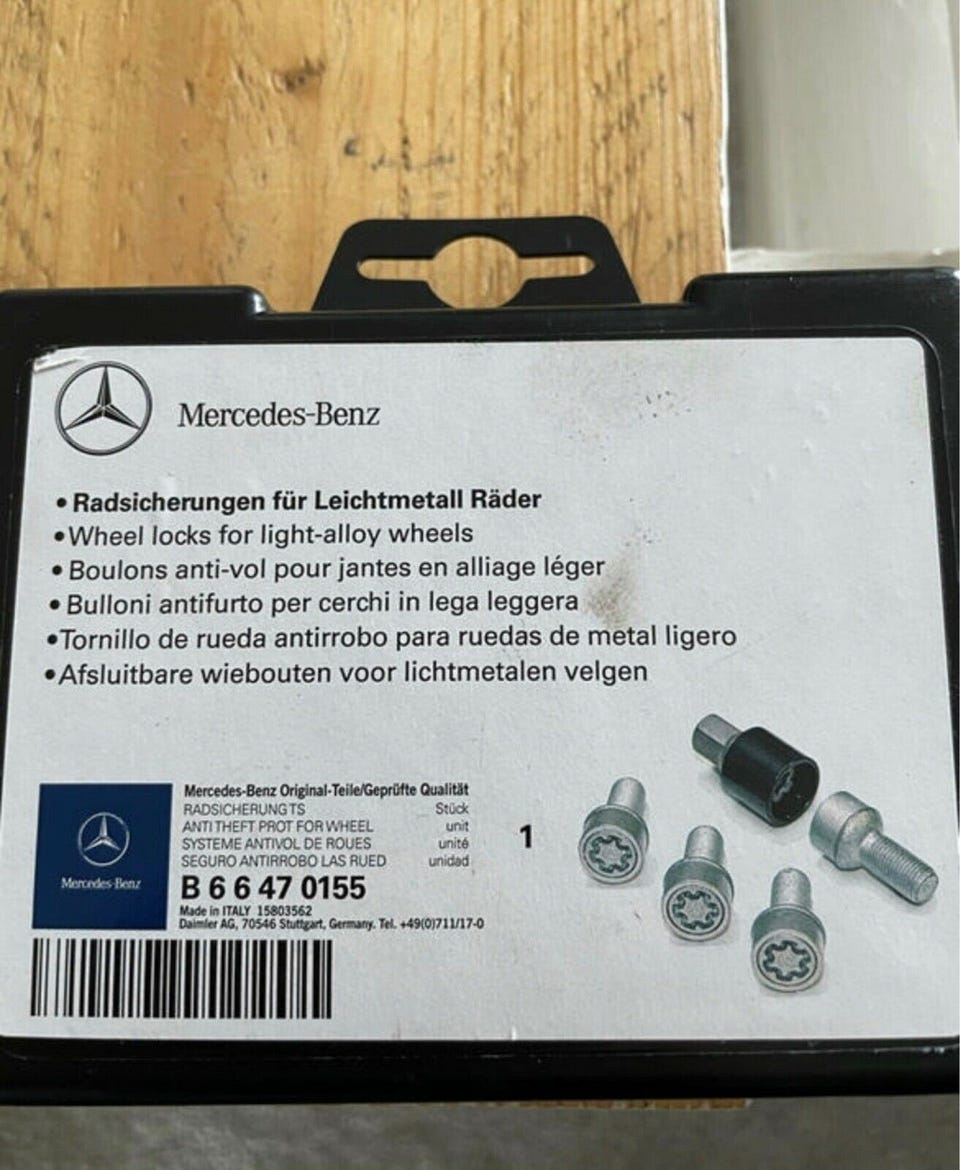 Mercedes-Benz
• Radsicherungen für Leichtmetall Räder
• Wheel locks for light-alloy wheels
• Boulons anti-vol pour jantes en alliage léger
• Bulloni antifurto per cerchi in lega leggera
• Tornillo de rueda antirrobo para ruedas de metal ligero
• Afsluitbare wiebouten voor lichtmetalen velgen
Mercedes-Benz Original-Teile/Geprüfte Qualität
RADSICHERUNG TS Stück
ANTI THEFT PROT FOR WHEEL unit
SYSTEME ANTIVOL DE ROUES unité
SEGURO ANTIRROBO LAS RUED unidad
1
B 6 6 47 0155
Made in ITALY 15803562
Daimler AG, 70546 Stuttgart, Germany. Tel. +49(0)711/17-0
Mercedes-Benz